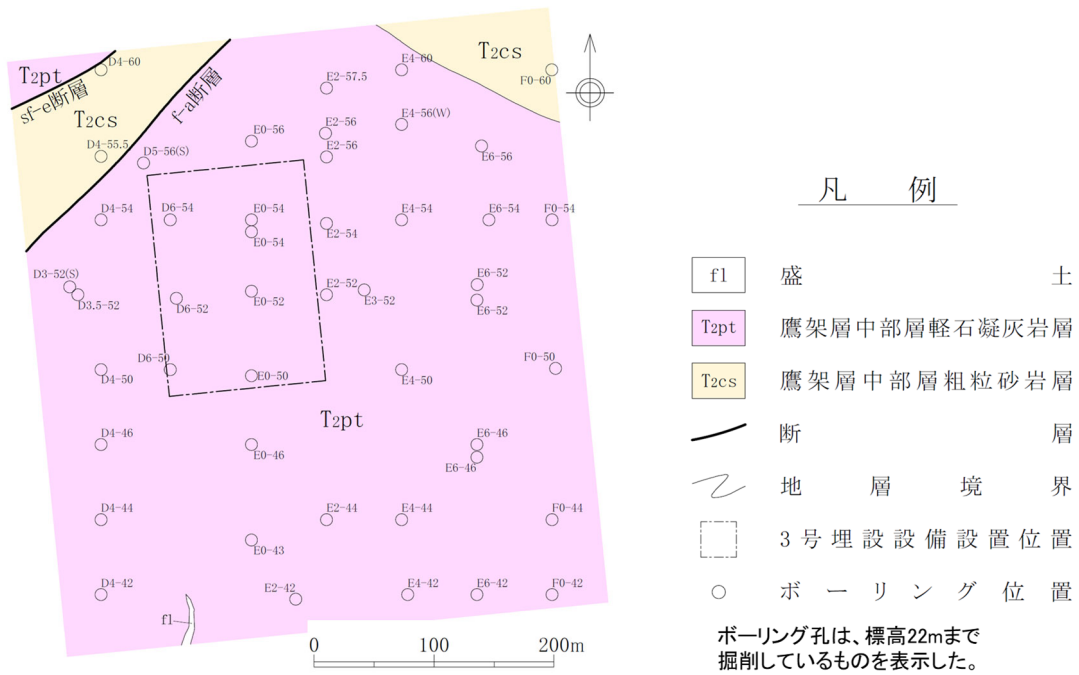 T2pt
sf-e断層
T2cs
f-a断層
T2cs
D4-60
E4-60
F0-60
E2-57.5
E4-56(W)
E0-56
E2-56
E2-56
E6-56
D4-55.5
D5-56(S)
D4-54
D6-54
E0-54
E0-54
E2-54
E4-54
E6-54
F0-54
D3-52(S)
D3.5-52
D6-52
E0-52
E2-52
E3-52
E6-52
E6-52
D4-50
D6-50
E0-50
E4-50
F0-50
T2pt
D4-46
E0-46
E6-46
E6-46
D4-44
E2-44
E4-44
F0-44
E0-43
D4-42
E2-42
E4-42
E6-42
F0-42
fl
0 100 200m
凡 例
fl 盛 土
T2pt 鷹架層中部層軽石凝灰岩層
T2cs 鷹架層中部層粗粒砂岩層
断 層
地 層 境 界
3号埋設設備設置位置
ボーリング位置
ボーリング孔は、標高22mまで
掘削しているものを表示した。